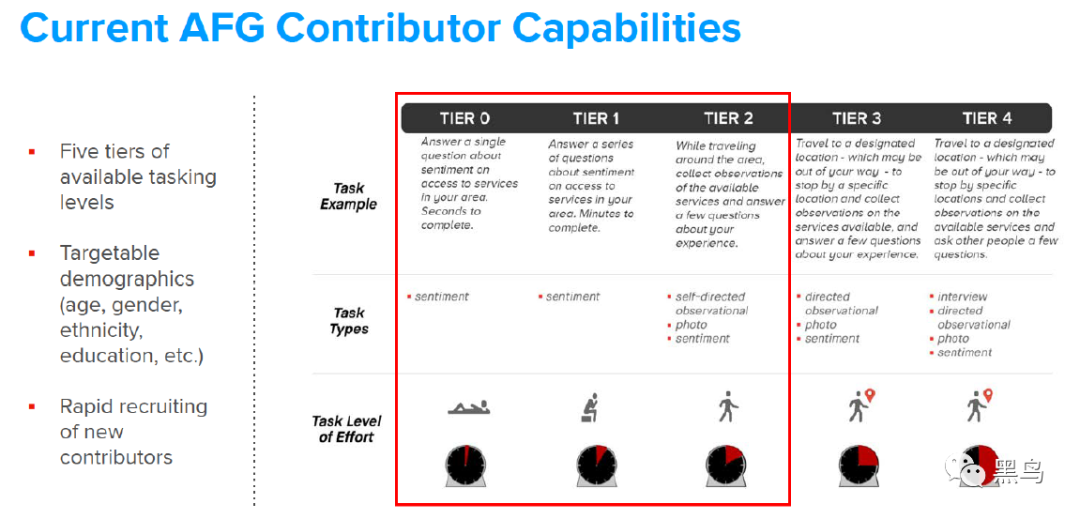 Current AFG Contributor Capabilities
Five tiers of
available tasking
levels
Targetable
demographics
(age, gender,
ethnicity,
education, etc.)
Rapid recruiting
of new
contributors
TIER 0
TIER 1
TIER 2
TIER 3
TIER 4
Task
Example
Answer a single
question about
sentiment on
access to services
in your area.
Seconds to
complete.
Answer a series
of questions
about sentiment
on access to
services in your
area. Minutes to
complete.
While traveling
around the area,
collect observations
of the available
services and answer
a few questions
about your
experience.
Travel to a designated
location - which may be
out of your way - to
stop by a specific
location and collect
observations on the
services available, and
answer a few questions
about your experience.
Travel to a designated
location - which may
be out of your way - to
stop by specific
locations and collect
observations on the
available services and
ask other people a few
questions.
Task
Types
sentiment
sentiment
self-directed
observational
photo
sentiment
directed
observational
photo
sentiment
interview
directed
observational
photo
sentiment
Task Level
of Effort
黑鸟